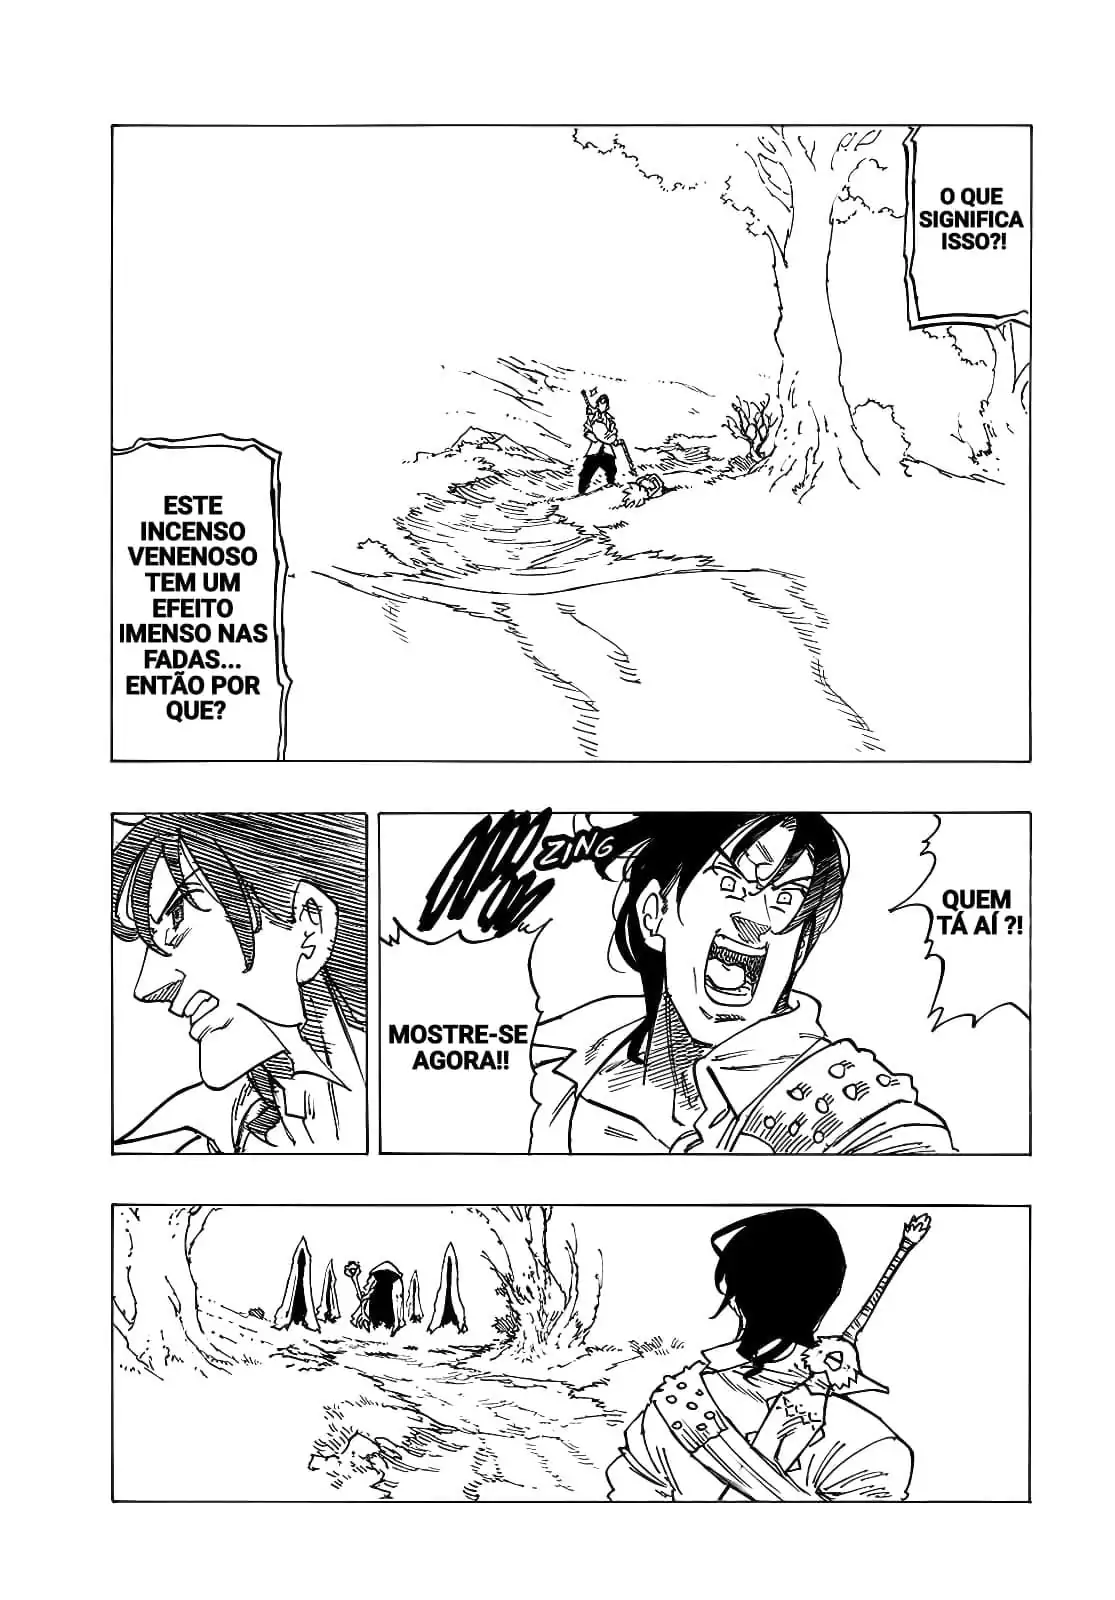 O QUE
SIGNIFICA
ISSO?!
ESTE
INCENSO
VENENOSO
TEM UM
EFEITO
IMENSO NAS
FADAS...
ENTÃO POR
QUE?
QUEM
TÁ AÍ ?!
ZING
MOSTRE-SE
AGORA!!